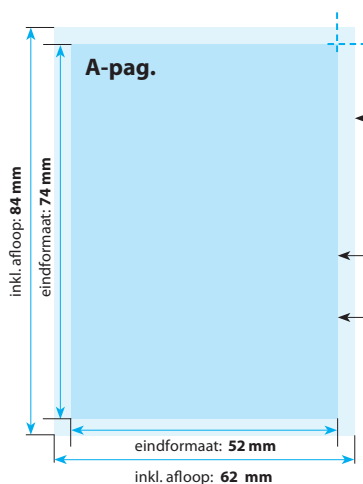 A-pag.
inkl. afloop: 84 mm
eindformaat: 74 mm
eindformaat: 52 mm
inkl. afloop: 62 mm